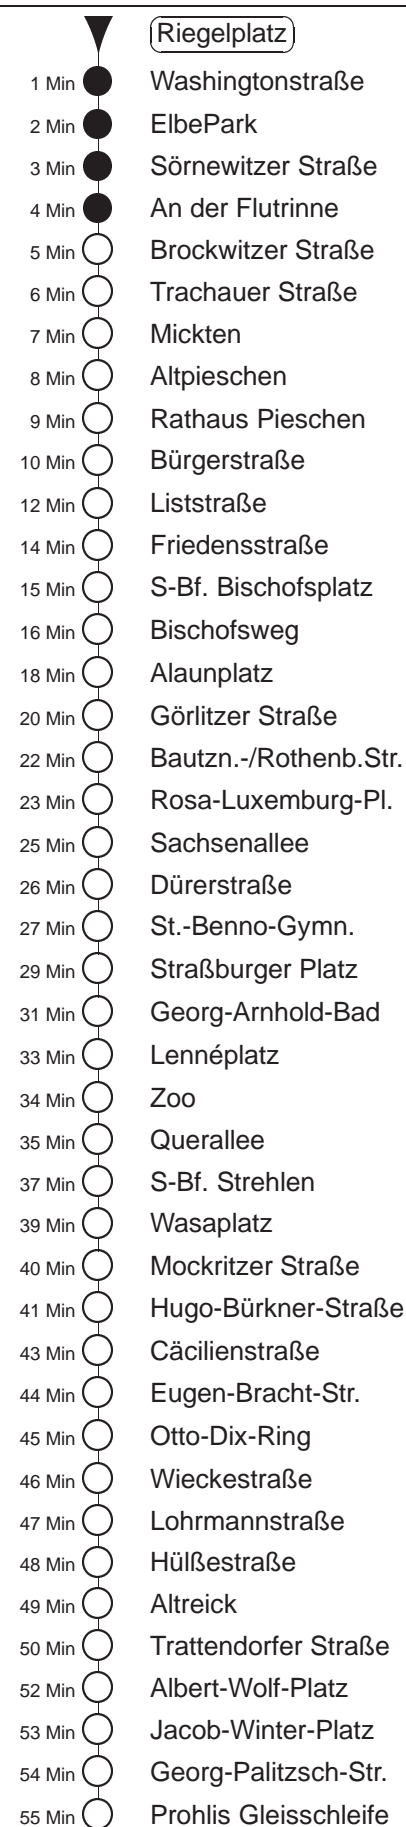 Riegelplatz
1 Min Washingtonstraße
2 Min ElbePark
3 Min Sörnewitzer Straße
4 Min An der Flutrinne
5 Min Brockwitzer Straße
6 Min Trachauer Straße
7 Min Mickten
8 Min Altpieschen
9 Min Rathaus Pieschen
10 Min Bürgerstraße
12 Min Liststraße
14 Min Friedensstraße
15 Min S-Bf. Bischofsplatz
16 Min Bischofsweg
18 Min Alaunplatz
20 Min Görlitzer Straße
22 Min Bautzn.-/Rothenb.Str.
23 Min Rosa-Luxemburg-Pl.
25 Min Sachsenallee
26 Min Dürerstraße
27 Min St.-Benno-Gymn.
29 Min Straßburger Platz
31 Min Georg-Arnhold-Bad
33 Min Lennéplatz
34 Min Zoo
35 Min Querallee
37 Min S-Bf. Strehlen
39 Min Wasaplatz
40 Min Mockritzer Straße
41 Min Hugo-Bürkner-Straße
43 Min Cäcilienstraße
44 Min Eugen-Bracht-Str.
45 Min Otto-Dix-Ring
46 Min Wieckestraße
47 Min Lohrmannstraße
48 Min Hülßestraße
49 Min Altreick
50 Min Trattendorfer Straße
52 Min Albert-Wolf-Platz
53 Min Jacob-Winter-Platz
54 Min Georg-Palitzsch-Str.
55 Min Prohlis Gleisschleife